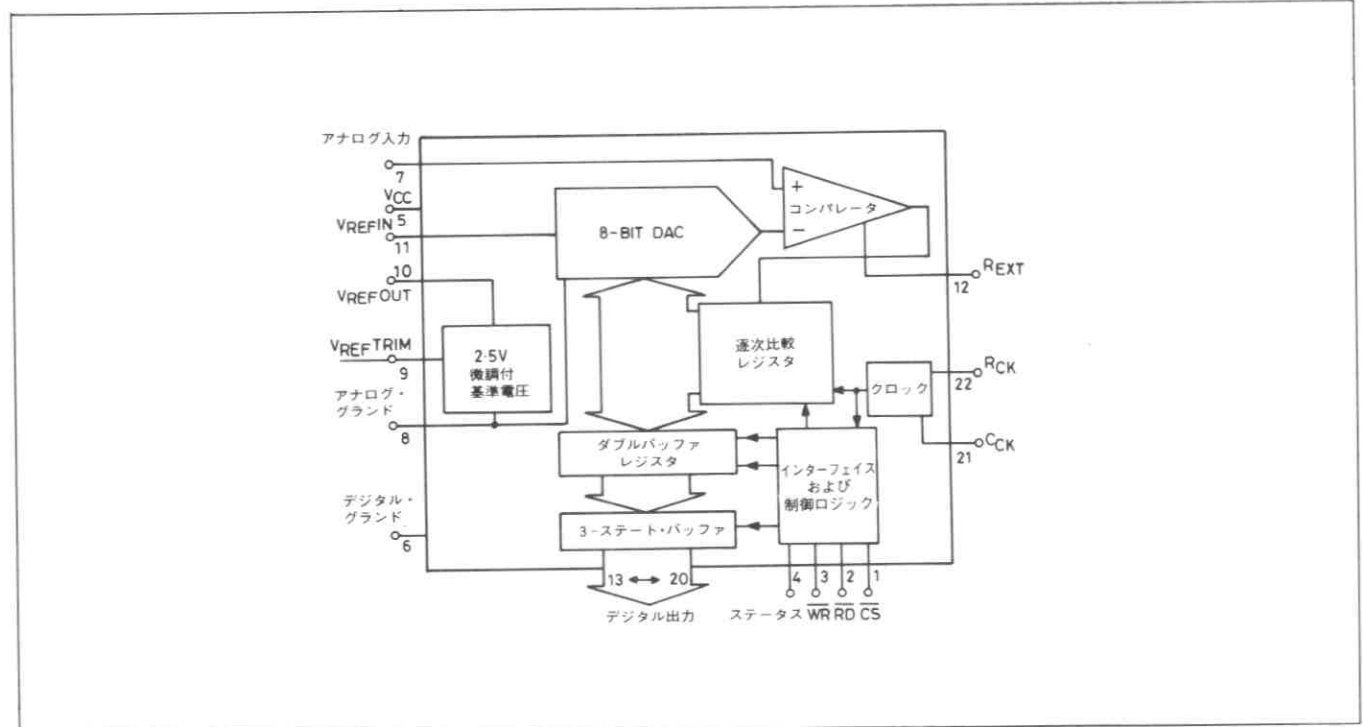 アナログ入力
7
VCC
5
VREFIN
11
10
VREFOUT
VREFTRIM
9
アナログ・
グランド
8
デジタル・
グランド
6
8-BIT DAC
+
コンパレータ
−
2·5V
微調付
基準電圧
逐次比較
レジスタ
クロック
ダブルバッファ
レジスタ
インターフェイス
および
制御ロジック
3-ステート・バッファ
REXT
12
RCK
22
CCK
21
13 ↔ 20
デジタル出力
4 3 2 1
ステータス WR RD CS